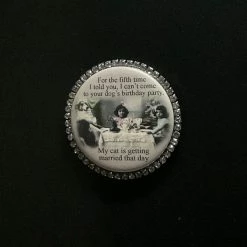 For the fifth time
I told you, I can't come
to your dog's birthday party
My cat is getting
married that day